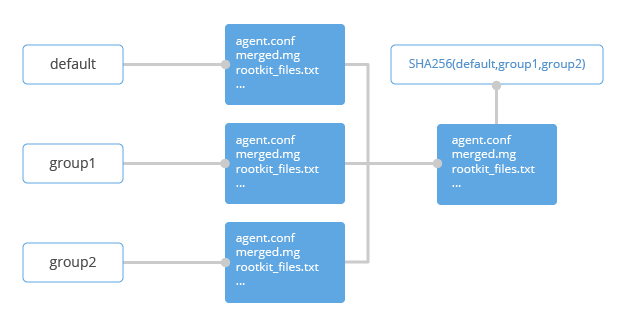 default
agent.conf
merged.mg
rootkit_files.txt
...
SHA256(default,group1,group2)
group1
agent.conf
merged.mg
rootkit_files.txt
...
agent.conf
merged.mg
rootkit_files.txt
...
group2
agent.conf
merged.mg
rootkit_files.txt
...